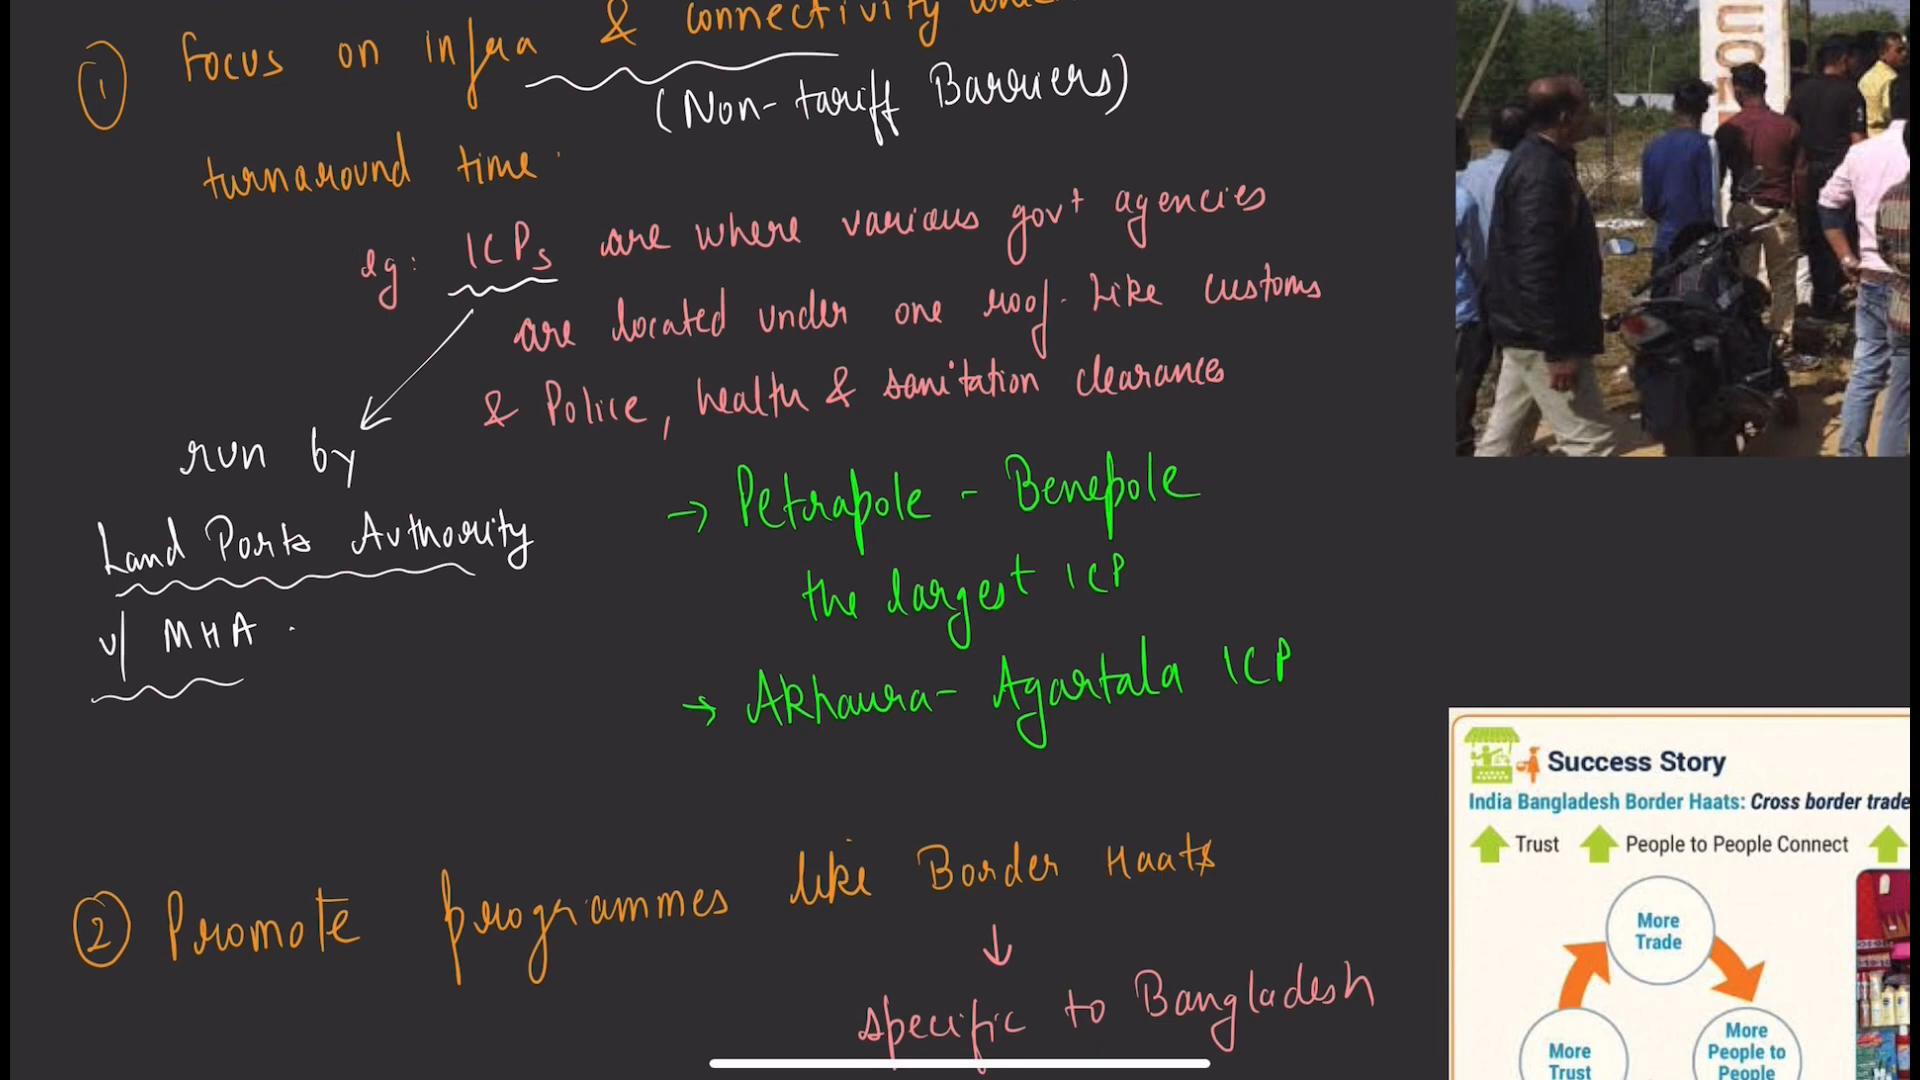 ① Focus on infra & connectivity
(Non-tariff Barriers)
turnaround time.
eg: ICPs are where various govt agencies
are located under one roof. Like customs
& Police, health & sanitation clearances
run by
Land Ports Authority
u/ MHA.
→ Petrapole - Benepole
the largest ICP
→ Akhaura - Agartala ICP
② Promote programmes like Border Haats
↓
specific to Bangladesh
Success Story
India Bangladesh Border Haats: Cross border trade
Trust People to People Connect
More
Trade
More
Trust
More
People to
People